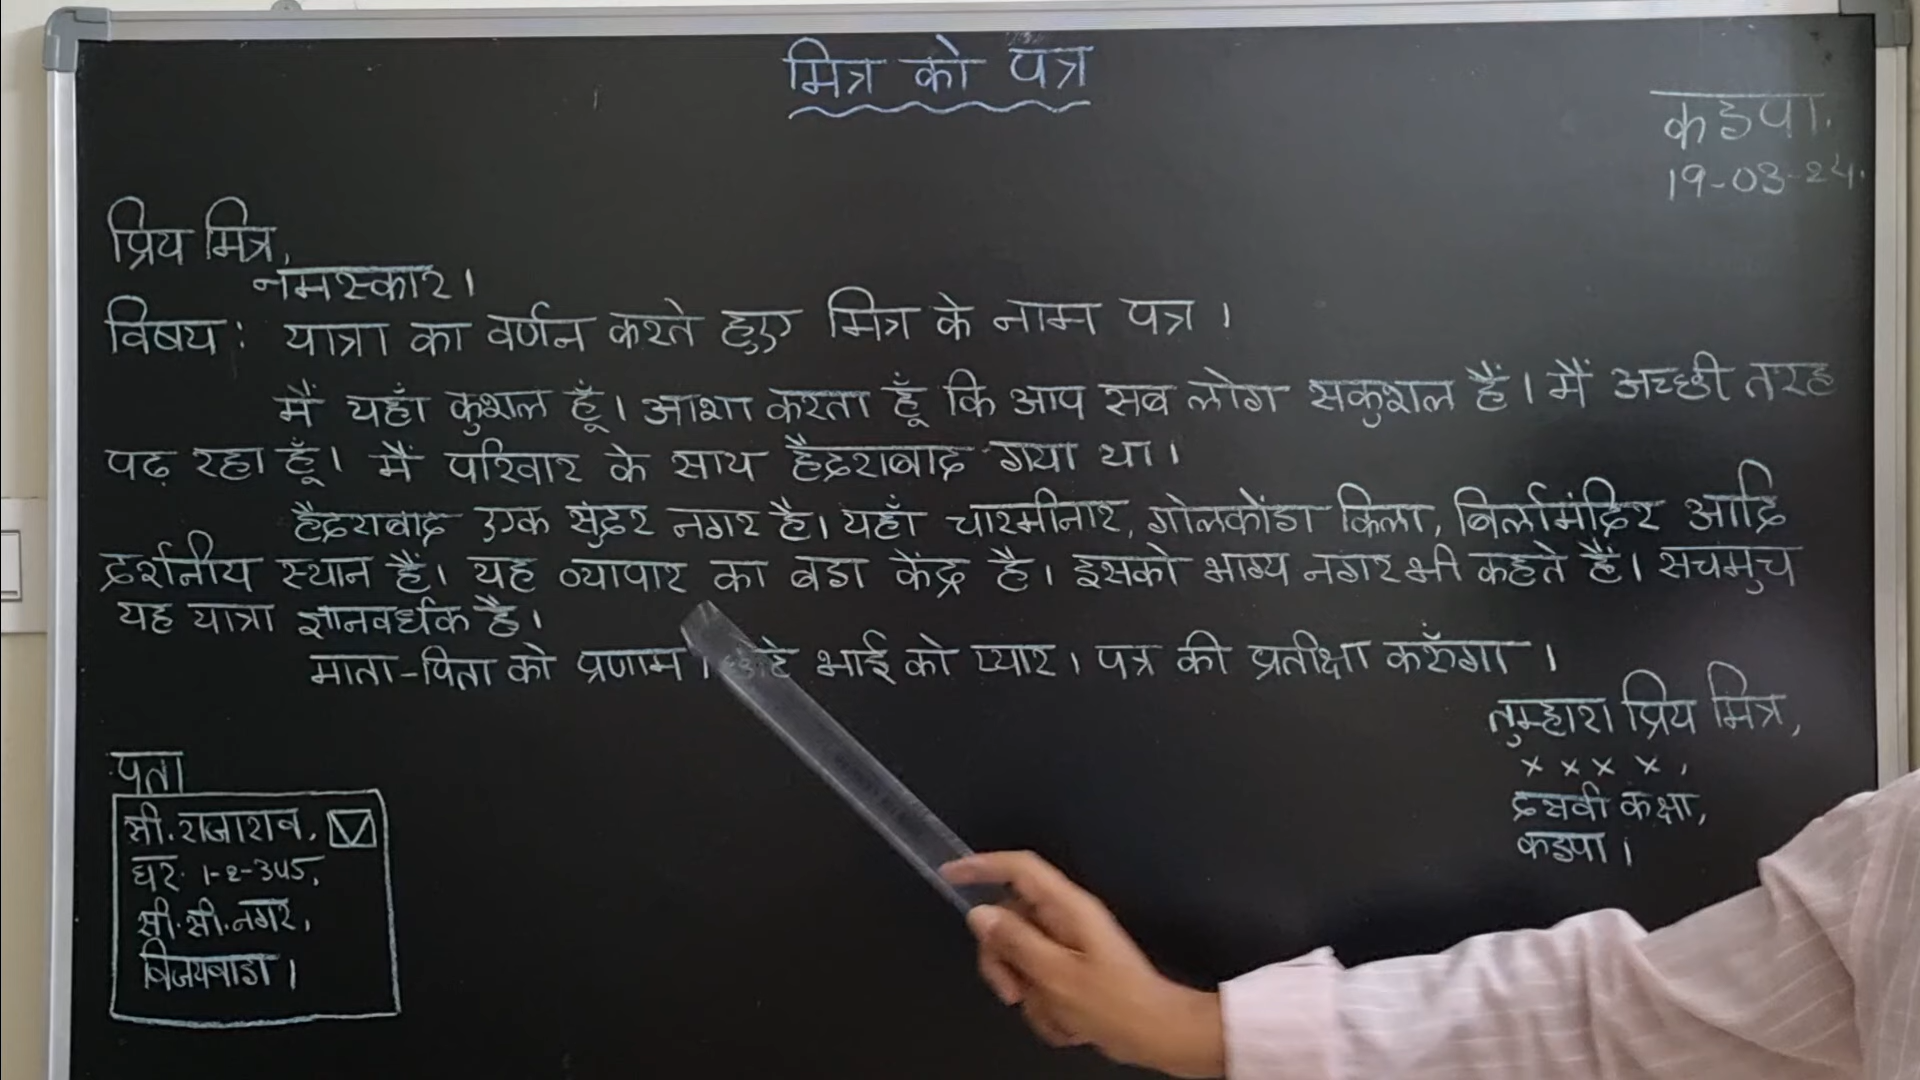 मित्र को पत्र
कडपा.
19-03-24.
प्रिय मित्र,
नमस्कार।
विषय: यात्रा का वर्णन करते हुए मित्र के नाम पत्र।
मैं यहाँ कुशल हूँ। आशा करता हूँ कि आप सब लोग सकुशल हैं। मैं अच्छी तरह
पढ़ रहा हूँ। मैं परिवार के साथ हैदराबाद गया था।
हैदराबाद एक सुंदर नगर है। यहाँ चारमीनार, गोलकोंडा किला, बिर्लामंदिर आदि
दर्शनीय स्थान हैं। यह व्यापार का बडा केंद्र है। इसको भाग्य नगर भी कहते हैं। सचमुच
यह यात्रा ज्ञानवर्धक है।
माता-पिता को प्रणाम। भाई को प्यार। पत्र की प्रतीक्षा करुँगा।
तुम्हारा प्रिय मित्र,
x x x x,
दसवी कक्षा,
कडपा।
पता
सी. राजाराव,
घर. 1-2-345,
सी.सी.नगर,
विजयवाडा।